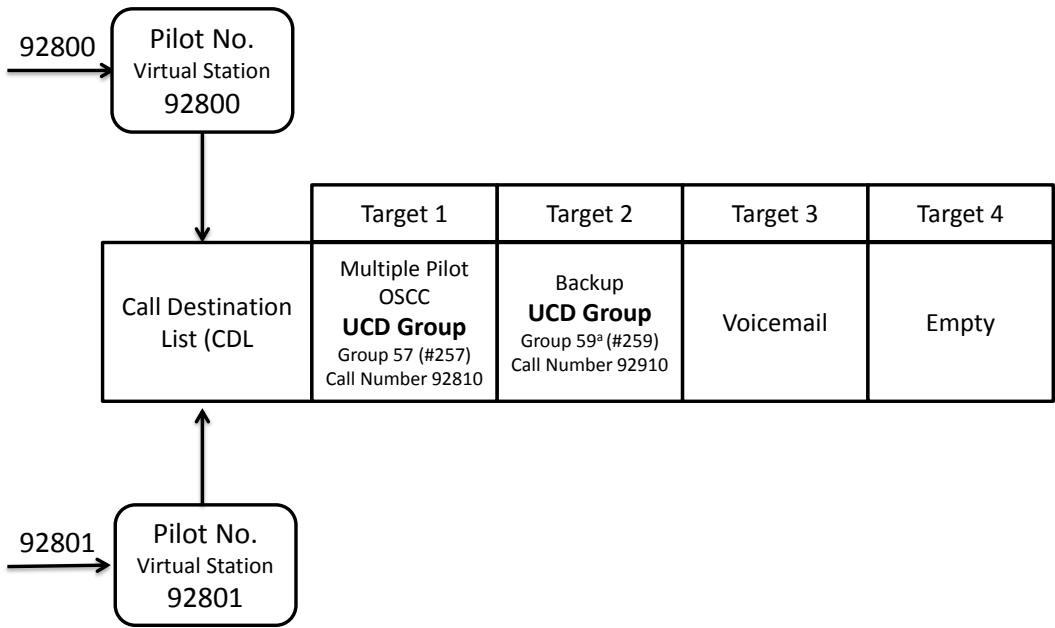 92800
Pilot No.
Virtual Station
92800
Target 1
Target 2
Target 3
Target 4
Call Destination
List (CDL
Multiple Pilot
OSCC
UCD Group
Group 57 (#257)
Call Number 92810
Backup
UCD Group
Group 59ª (#259)
Call Number 92910
Voicemail
Empty
92801
Pilot No.
Virtual Station
92801